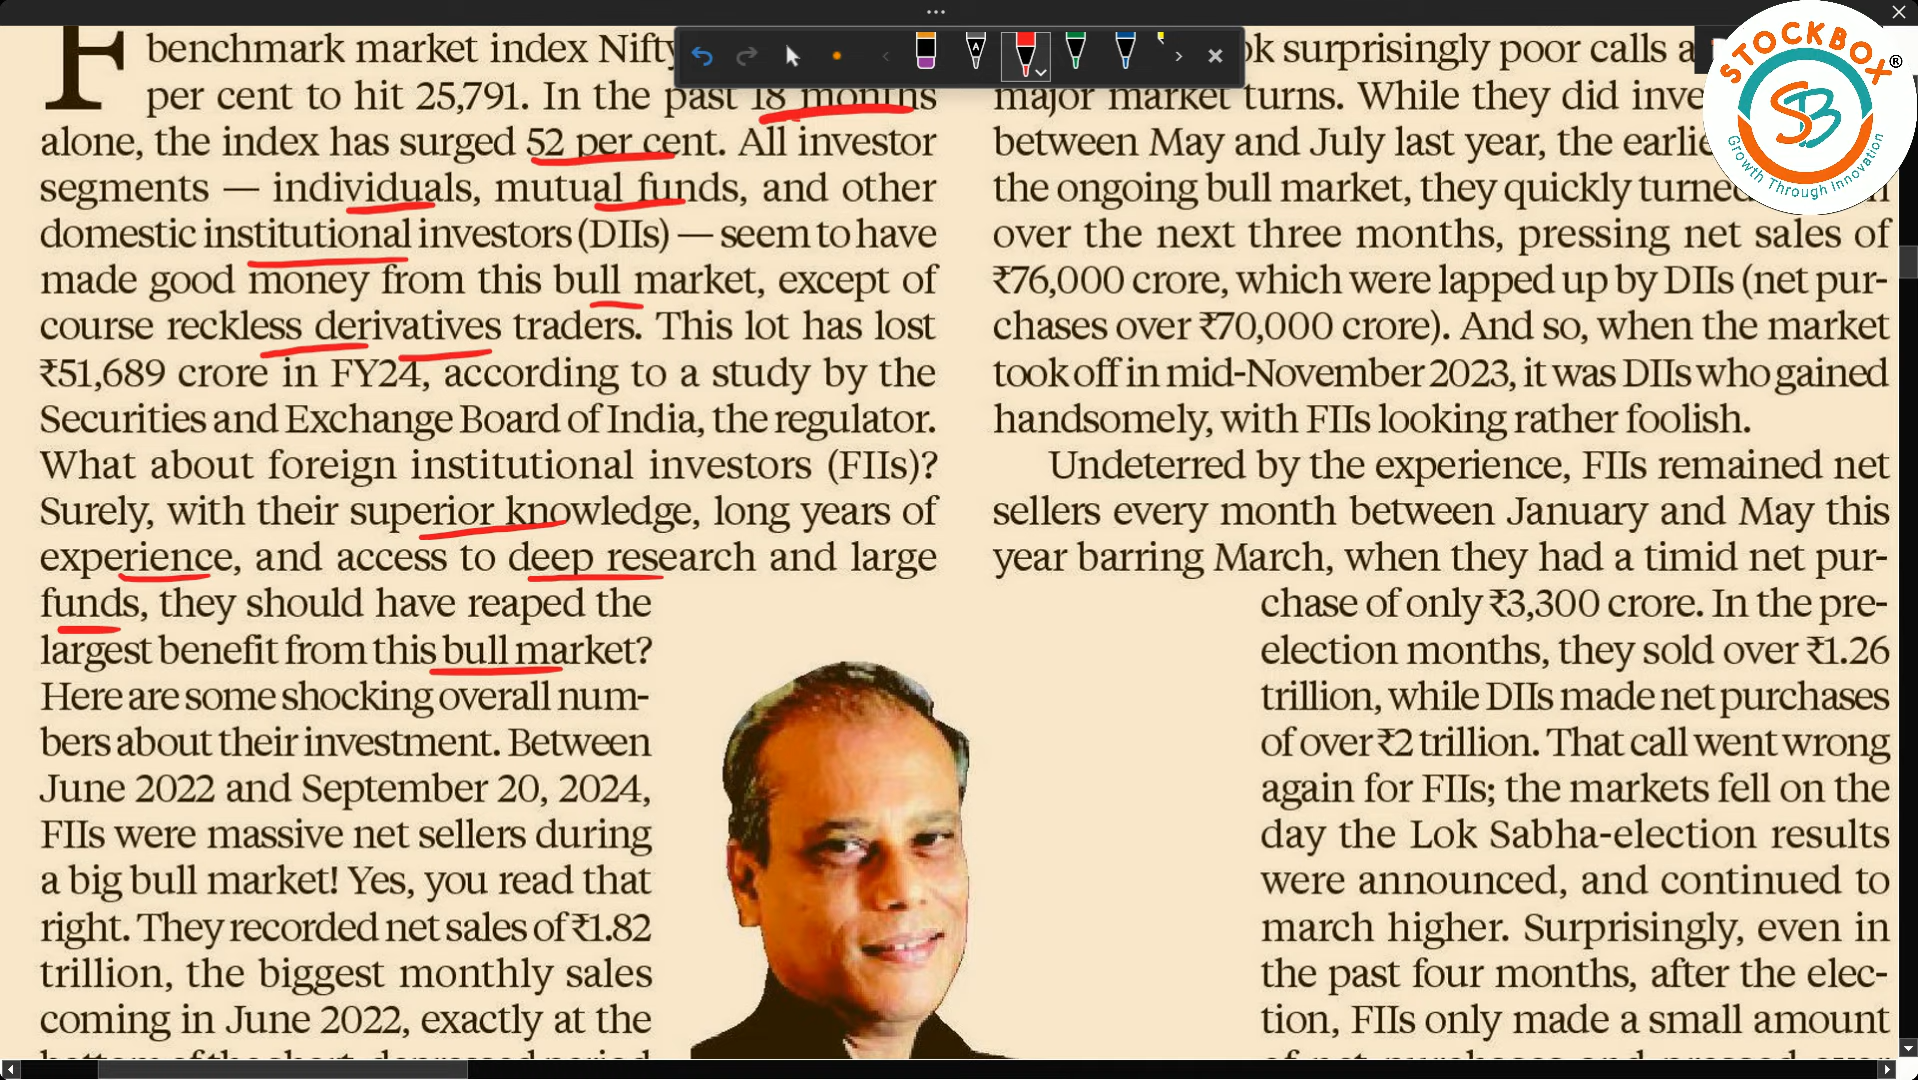 F
benchmark market index Nifty
per cent to hit 25,791. In the past 18 months
alone, the index has surged 52 per cent. All investor
segments — individuals, mutual funds, and other
domestic institutional investors (DIIs) — seem to have
made good money from this bull market, except of
course reckless derivatives traders. This lot has lost
₹51,689 crore in FY24, according to a study by the
Securities and Exchange Board of India, the regulator.
What about foreign institutional investors (FIIs)?
Surely, with their superior knowledge, long years of
experience, and access to deep research and large
funds, they should have reaped the
largest benefit from this bull market?
Here are some shocking overall num-
bers about their investment. Between
June 2022 and September 20, 2024,
FIIs were massive net sellers during
a big bull market! Yes, you read that
right. They recorded net sales of ₹1.82
trillion, the biggest monthly sales
coming in June 2022, exactly at the
bottom of the short, depressed period
surprisingly poor calls
major market turns. While they did
between May and July last year, the
the ongoing bull market, they quickly
over the next three months, pressing net sales of
₹76,000 crore, which were lapped up by DIIs (net pur-
chases over ₹70,000 crore). And so, when the market
took off in mid-November 2023, it was DIIs who gained
handsomely, with FIIs looking rather foolish.
Undeterred by the experience, FIIs remained net
sellers every month between January and May this
year barring March, when they had a timid net pur-
chase of only ₹3,300 crore. In the pre-
election months, they sold over ₹1.26
trillion, while DIIs made net purchases
of over ₹2 trillion. That call went wrong
again for FIIs; the markets fell on the
day the Lok Sabha-election results
were announced, and continued to
march higher. Surprisingly, even in
the past four months, after the elec-
tion, FIIs only made a small amount
of net purchases and pressed over
STOCKBOX®
SB
Growth Through Innovation